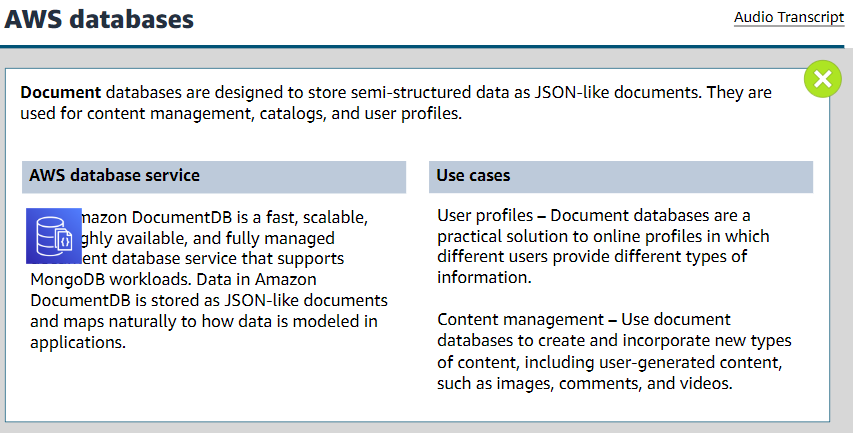 AWS databases
Audio Transcript
Document databases are designed to store semi-structured data as JSON-like documents. They are
used for content management, catalogs, and user profiles.
AWS database service
mazon DocumentDB is a fast, scalable,
ghly available, and fully managed
ent database service that supports
MongoDB workloads. Data in Amazon
DocumentDB is stored as JSON-like documents
and maps naturally to how data is modeled in
applications.
Use cases
User profiles – Document databases are a
practical solution to online profiles in which
different users provide different types of
information.
Content management – Use document
databases to create and incorporate new types
of content, including user-generated content,
such as images, comments, and videos.